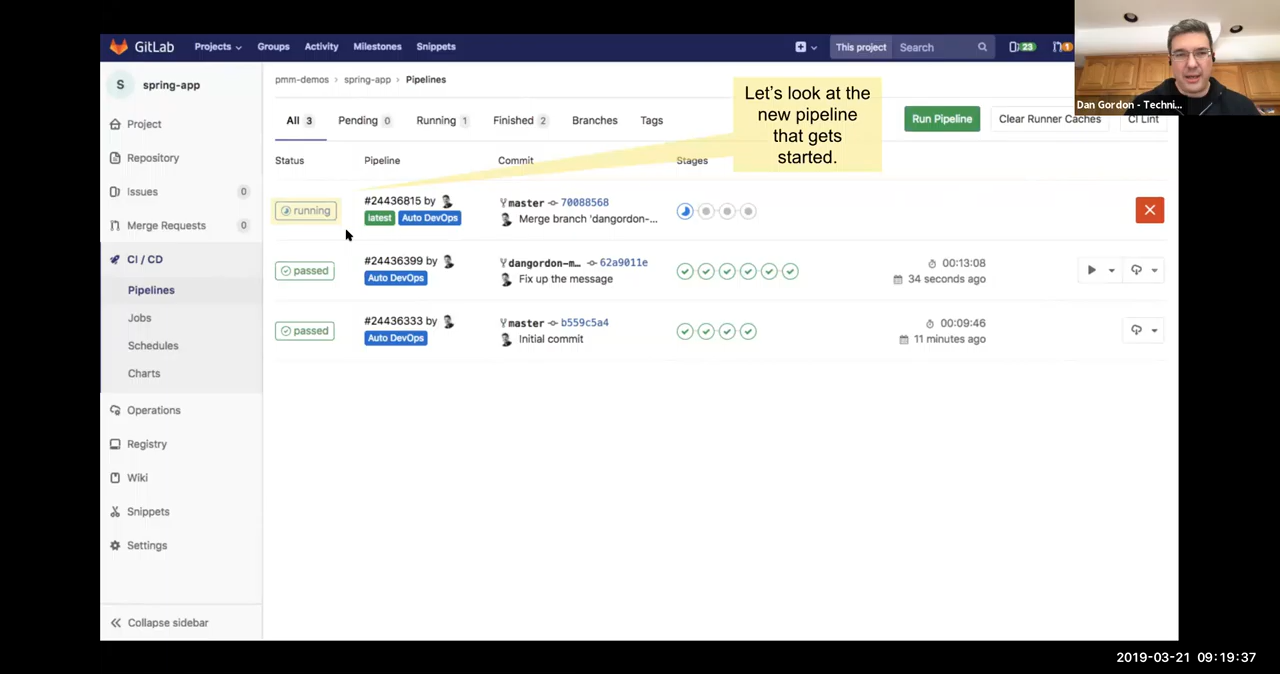 GitLab Projects Groups Activity Milestones Snippets This project Search 23 1
Dan Gordon - Techni...
S spring-app
pmm-demos › spring-app › Pipelines
Let's look at the
new pipeline
that gets
started.
All 3 Pending 0 Running 1 Finished 2 Branches Tags Run Pipeline Clear Runner Caches CI Lint
Project
Repository
Issues 0
Merge Requests 0
CI / CD
Pipelines
Jobs
Schedules
Charts
Operations
Registry
Wiki
Snippets
Settings
Collapse sidebar
Status Pipeline Commit Stages
running #24436815 by master 70088568
latest Auto DevOps Merge branch 'dangordon-...
passed #24436399 by dangordon-m... 62a9011e 00:13:08
Auto DevOps Fix up the message 34 seconds ago
passed #24436333 by master b559c5a4 00:09:46
Auto DevOps Initial commit 11 minutes ago
2019-03-21 09:19:37